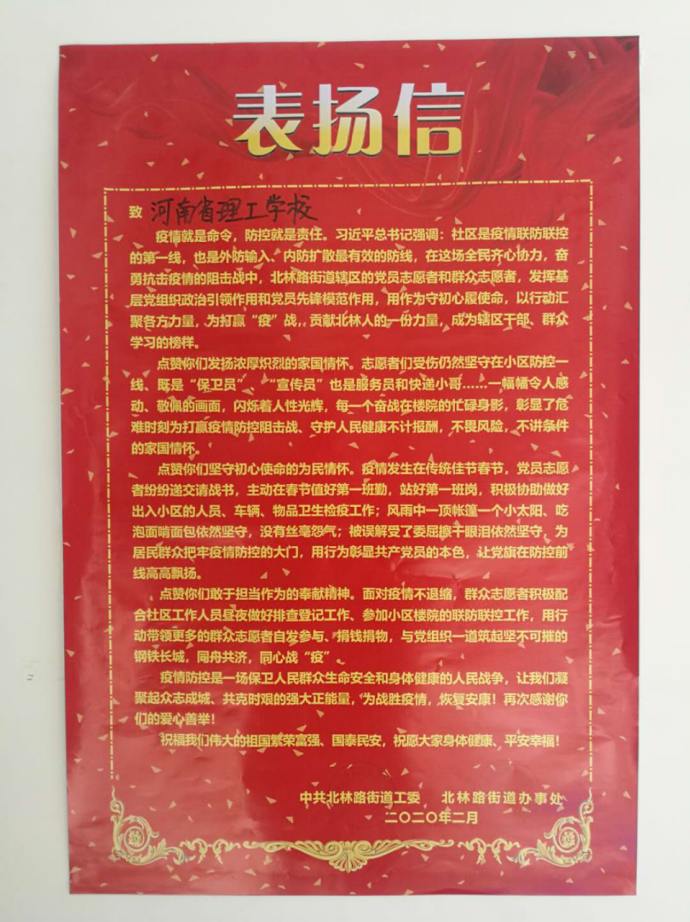 表扬信
致 河南省理工学校
疫情就是命令，防控就是责任。习近平总书记强调：社区是疫情联防联控
的第一线，也是外防输入、内防扩散最有效的防线，在这场全民齐心协力，奋
勇抗击疫情的阻击战中，北林路街道辖区的党员志愿者和群众志愿者，发挥基
层党组织政治引领作用和党员先锋模范作用，用作为守初心履使命，以行动汇
聚各方力量，为打赢“疫”战，贡献北林人的一份力量，成为辖区干部、群众
学习的榜样。
点赞你们发扬浓厚炽烈的家国情怀。志愿者们受伤仍然坚守在小区防控一
线、既是“保卫员”、“宣传员”也是服务员和快递小哥……一幅幅令人感
动、敬佩的画面，闪烁着人性光辉，每一个奋战在楼院的忙碌身影，彰显了危
难时刻为打赢疫情防控阻击战、守护人民健康不计报酬，不畏风险，不讲条件
的家国情怀。
点赞你们坚守初心使命的为民情怀。疫情发生在传统佳节春节，党员志愿
者纷纷递交请战书，主动在春节值好第一班勤，站好第一班岗，积极协助做好
出入小区的人员、车辆、物品卫生检疫工作；风雨中一顶帐篷一个小太阳、吃
泡面啃面包依然坚守，没有丝毫怨气；被误解受了委屈擦干眼泪依然坚守，为
居民群众把牢疫情防控的大门，用行为彰显共产党员的本色，让党旗在防控前
线高高飘扬。
点赞你们敢于担当作为的奉献精神。面对疫情不退缩，群众志愿者积极配
合社区工作人员昼夜做好排查登记工作、参加小区楼院的联防联控工作，用行
动带领更多的群众志愿者自发参与、捐钱捐物，与党组织一道筑起坚不可摧的
钢铁长城，同舟共济，同心战“疫”。
疫情防控是一场保卫人民群众生命安全和身体健康的人民战争，让我们凝
聚起众志成城、共克时艰的强大正能量，为战胜疫情，恢复安康！再次感谢你
们的爱心善举！
祝福我们伟大的祖国繁荣富强、国泰民安，祝愿大家身体健康、平安幸福！
中共北林路街道工委 北林路街道办事处
二〇二〇年二月